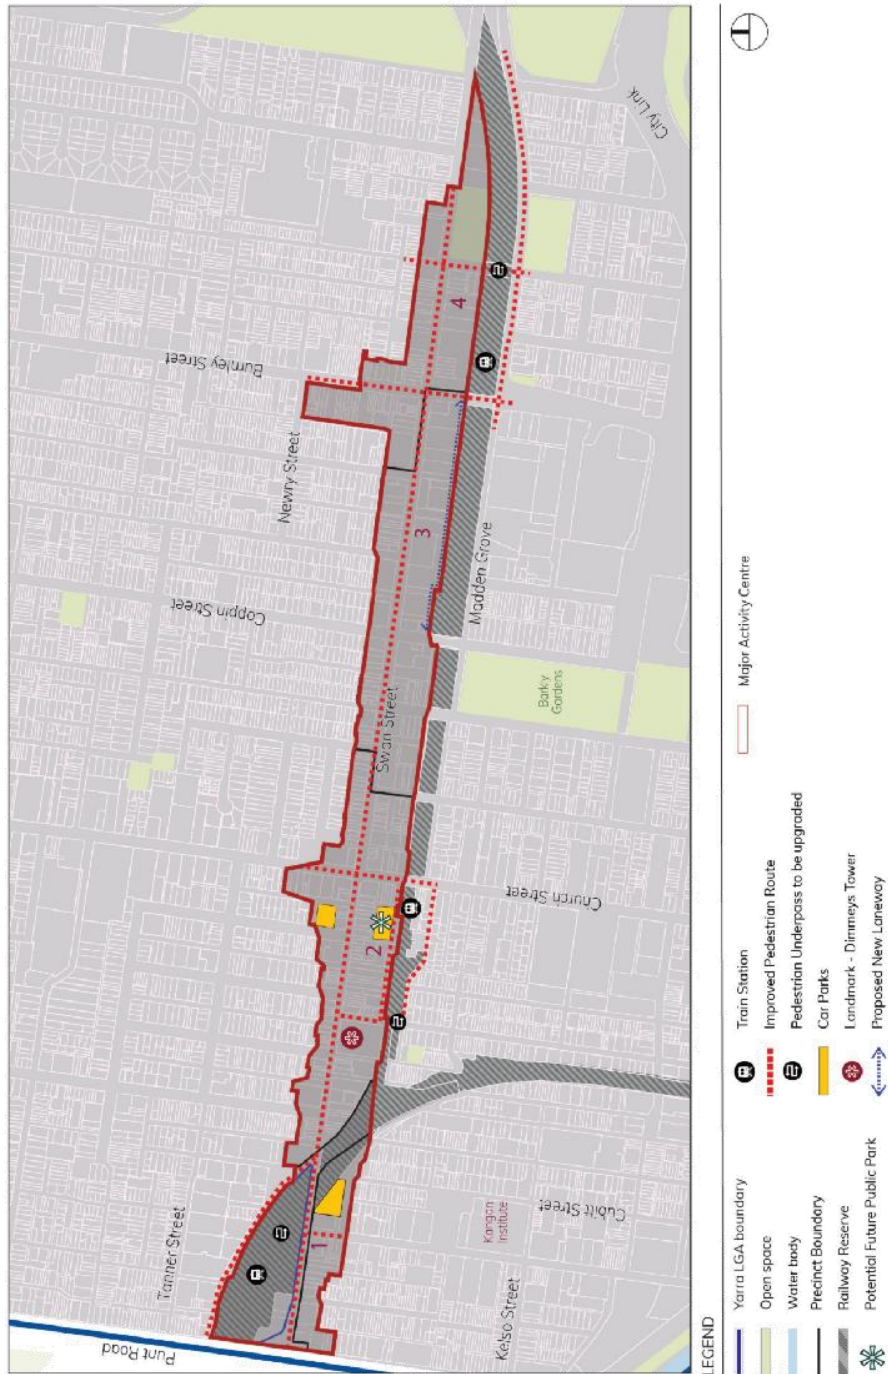 Punt Road
Tanner Street
Kelso Street
Kangan
Institute
Cubitt Street
Church Street
Swan Street
Coppin Street
Newry Street
Burnley Street
Madden Grove
Barkly
Gardens
City Link
1
2
3
4
LEGEND
Yarra LGA boundary
Open space
Water body
Precinct Boundary
Railway Reserve
Potential Future Public Park
Train Station
Improved Pedestrian Route
Pedestrian Underpass to be upgraded
Car Parks
Landmark - Dimmeys Tower
Proposed New Laneway
Major Activity Centre